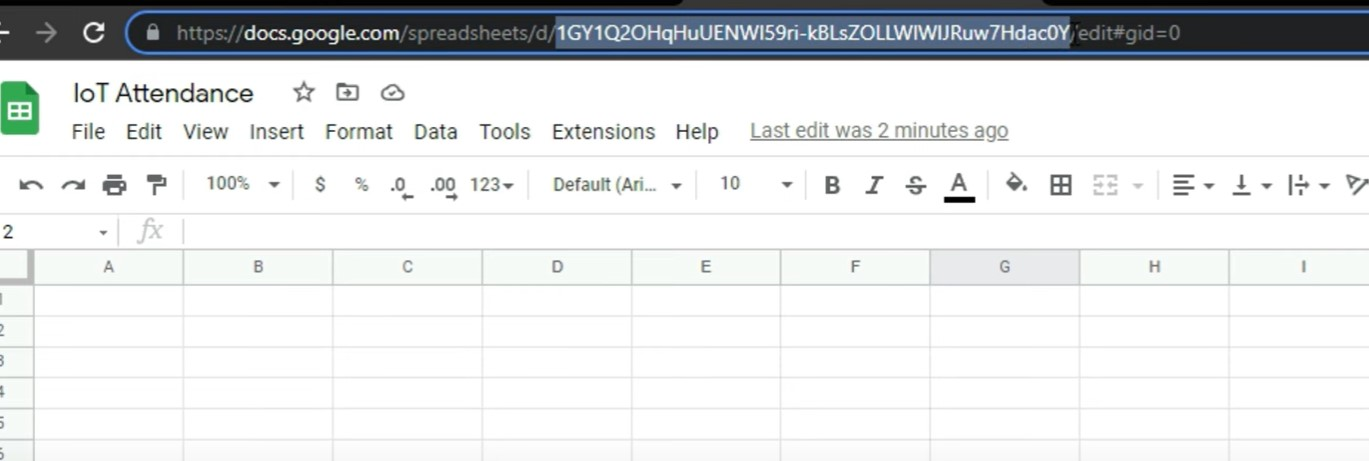 https://docs.google.com/spreadsheets/d/1GY1Q2OHqHuUENWI59ri-kBLsZOLLWIWIJRuw7Hdac0Y/edit#gid=0
IoT Attendance
File Edit View Insert Format Data Tools Extensions Help Last edit was 2 minutes ago
100% $ % .0 .00 123 Default (Ari... 10 B I S A
2 fx
A B C D E F G H I
1
2
3
4
5
6